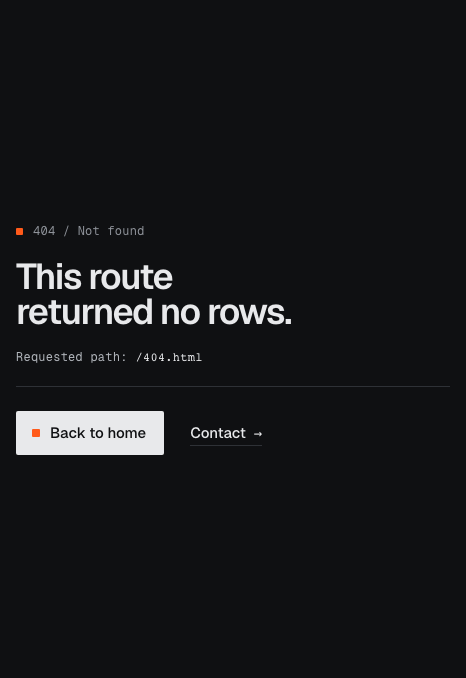 404 / Not found
This route
returned no rows.
Requested path: /404.html
Back to home
Contact →